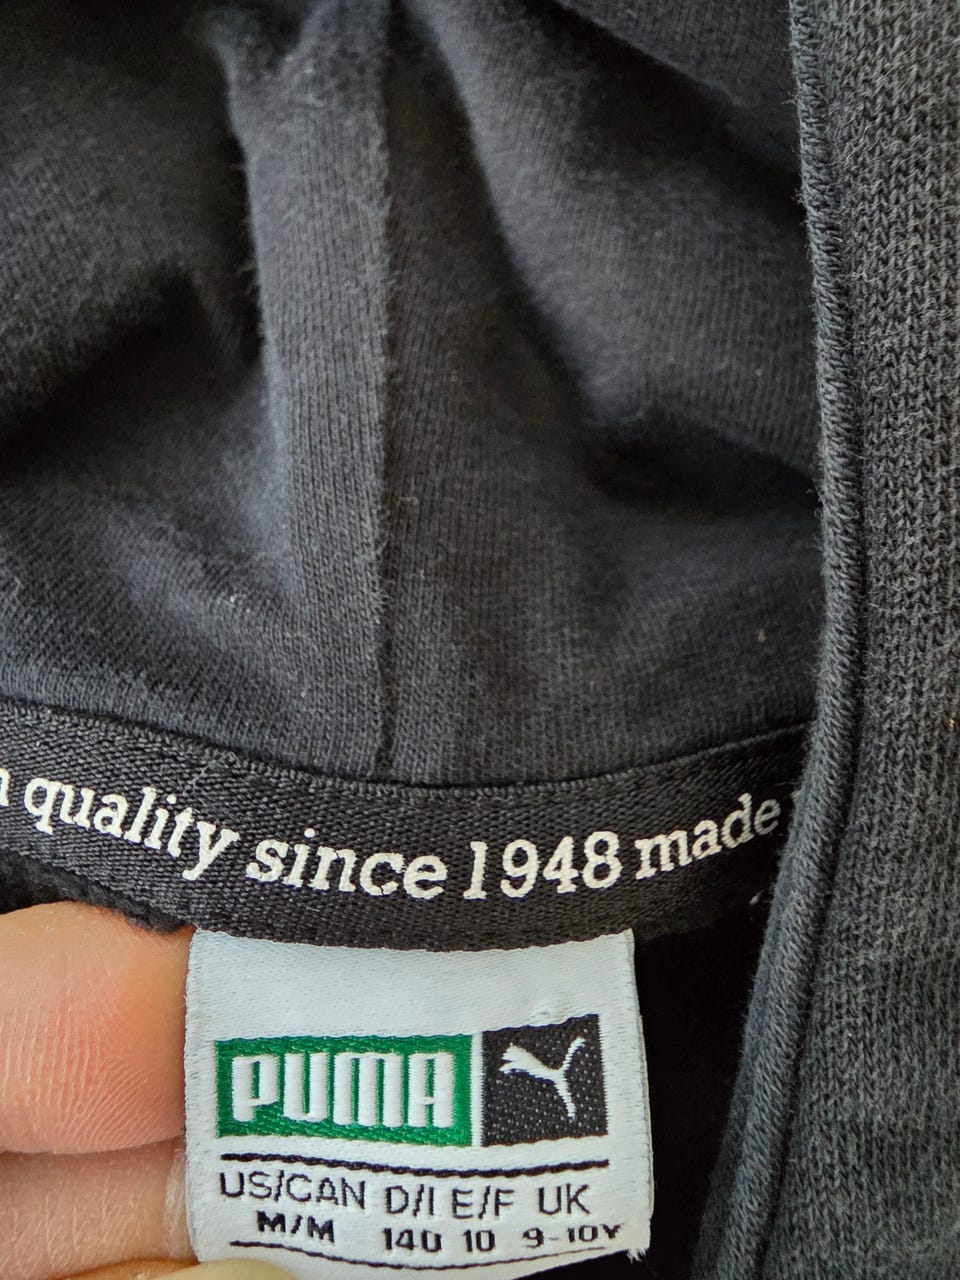 quality since 1948 made
PUMA
US/CAN D/I E/F UK
M/M 140 10 9-10Y